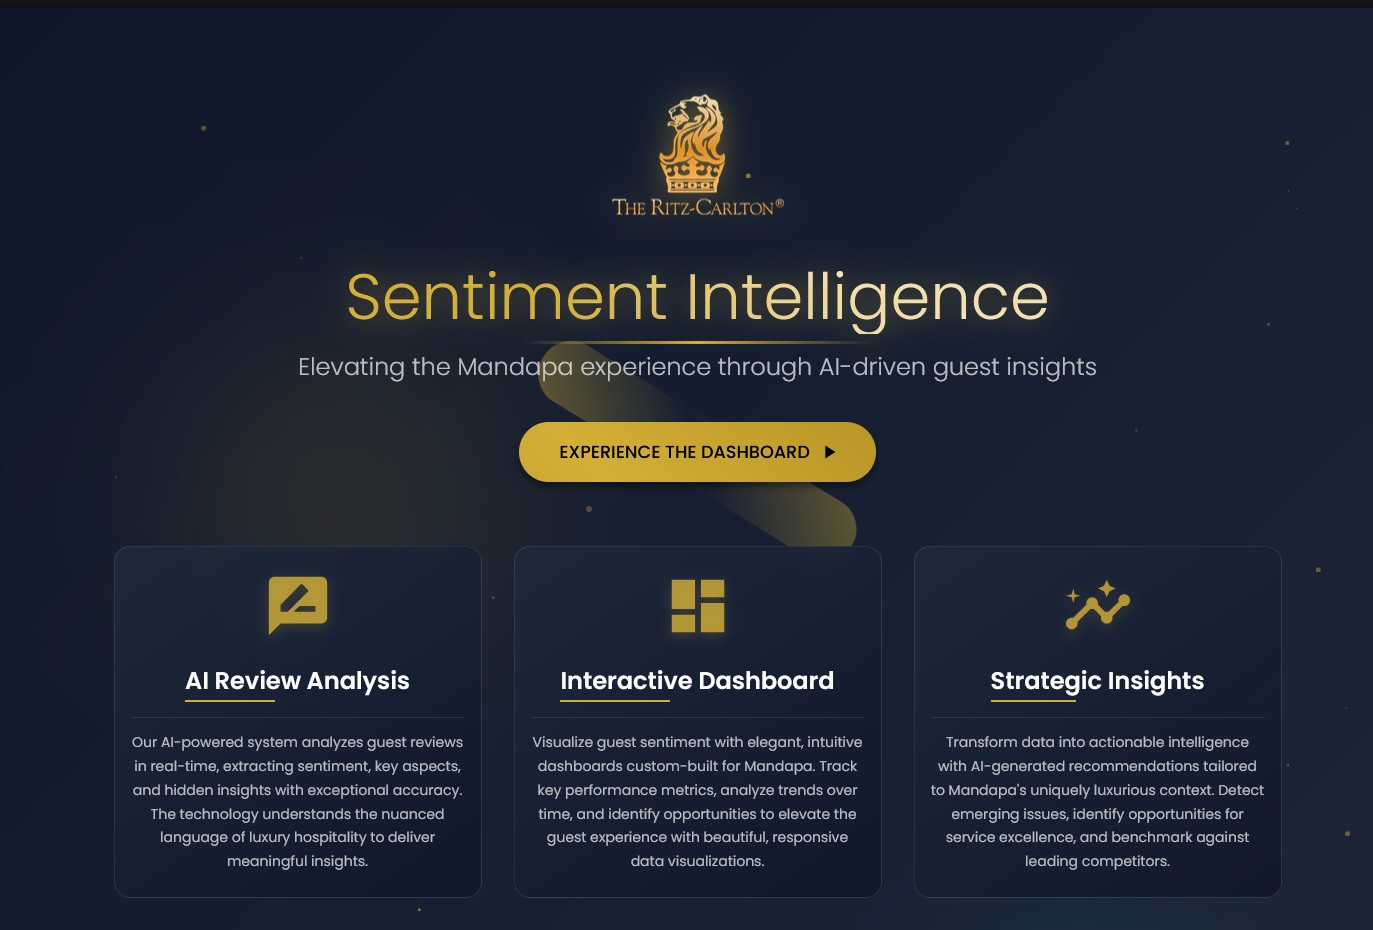 THE RITZ-CARLTON®
Sentiment Intelligence
Elevating the Mandapa experience through AI-driven guest insights
EXPERIENCE THE DASHBOARD
AI Review Analysis
Our AI-powered system analyzes guest reviews
in real-time, extracting sentiment, key aspects,
and hidden insights with exceptional accuracy.
The technology understands the nuanced
language of luxury hospitality to deliver
meaningful insights.
Interactive Dashboard
Visualize guest sentiment with elegant, intuitive
dashboards custom-built for Mandapa. Track
key performance metrics, analyze trends over
time, and identify opportunities to elevate the
guest experience with beautiful, responsive
data visualizations.
Strategic Insights
Transform data into actionable intelligence
with AI-generated recommendations tailored
to Mandapa's uniquely luxurious context. Detect
emerging issues, identify opportunities for
service excellence, and benchmark against
leading competitors.